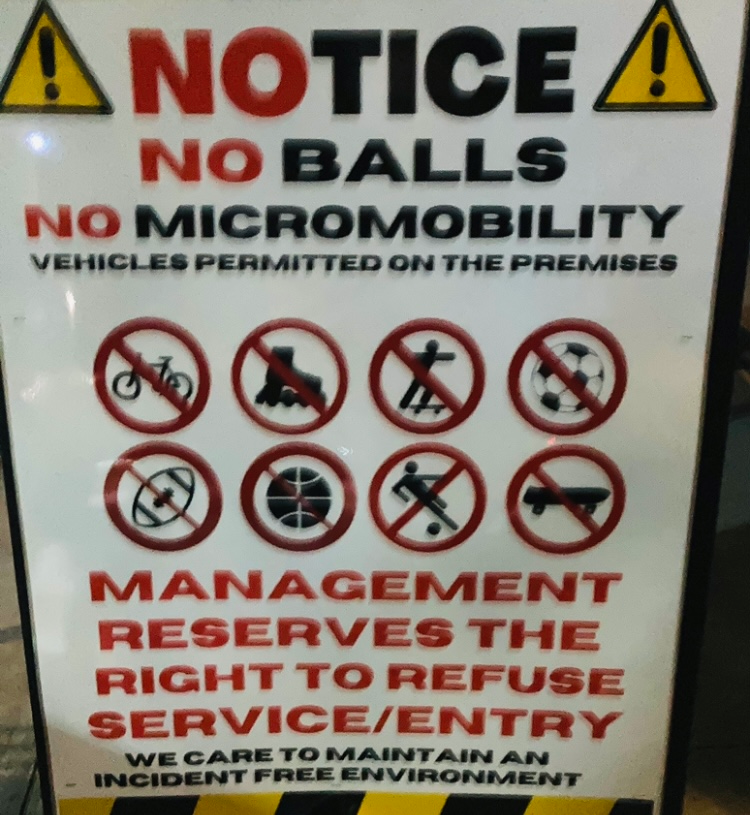 NOTICE
NO BALLS
NO MICROMOBILITY
VEHICLES PERMITTED ON THE PREMISES
MANAGEMENT
RESERVES THE
RIGHT TO REFUSE
SERVICE/ENTRY
WE CARE TO MAINTAIN AN
INCIDENT FREE ENVIRONMENT